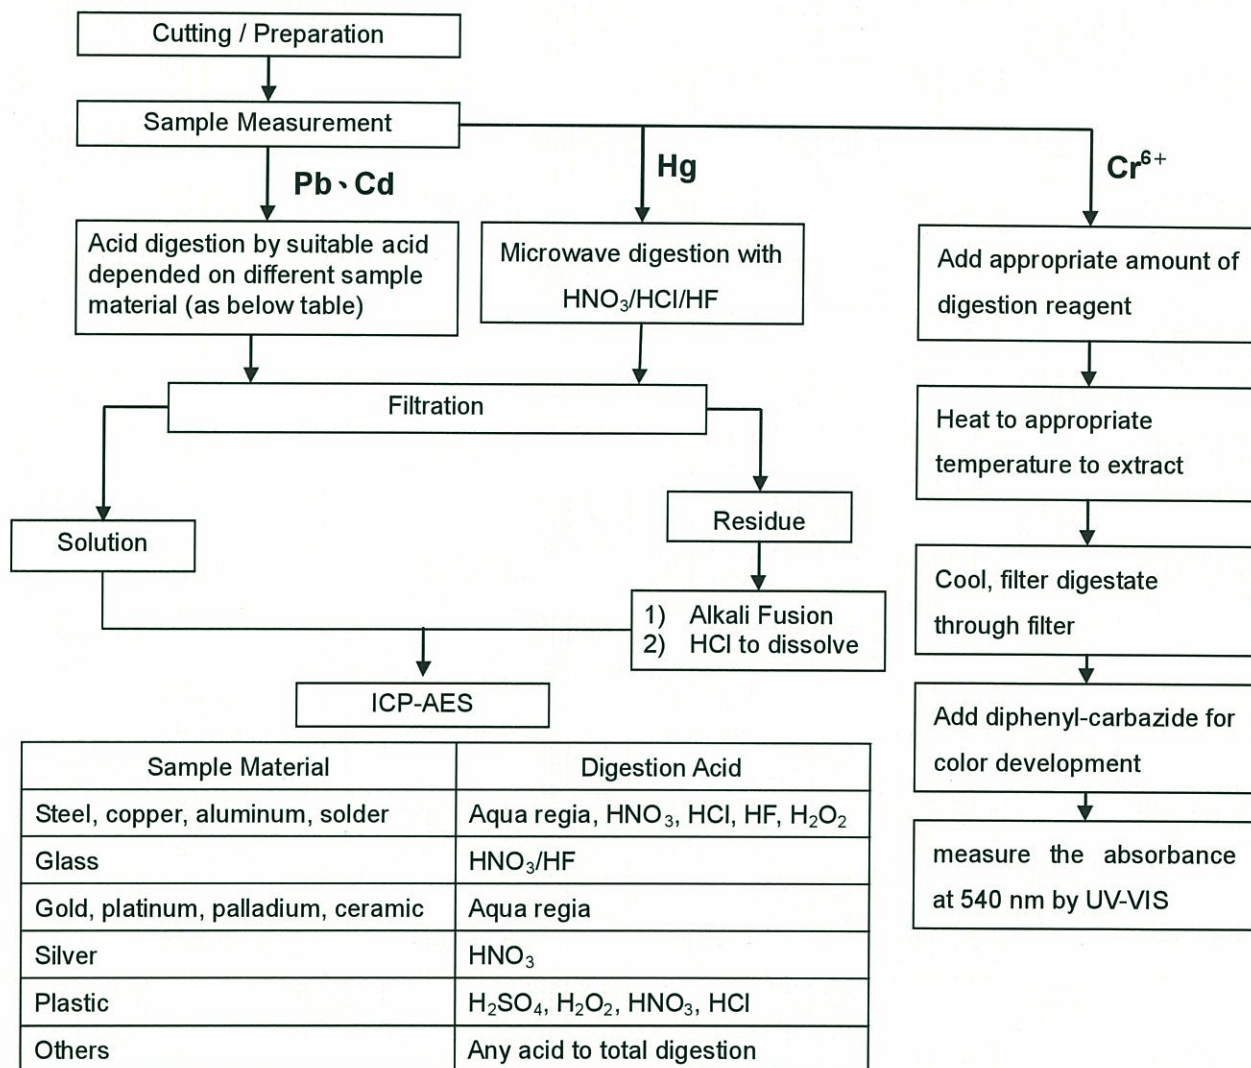 Cutting / Preparation
Sample Measurement
Pb、Cd
Hg
Cr⁶⁺
Acid digestion by suitable acid
depended on different sample
material (as below table)
Microwave digestion with
HNO₃/HCl/HF
Add appropriate amount of
digestion reagent
Filtration
Heat to appropriate
temperature to extract
Solution
Residue
1) Alkali Fusion
2) HCl to dissolve
Cool, filter digestate
through filter
ICP-AES
Add diphenyl-carbazide for
color development
measure the absorbance
at 540 nm by UV-VIS
Sample Material Digestion Acid
Steel, copper, aluminum, solder Aqua regia, HNO₃, HCl, HF, H₂O₂
Glass HNO₃/HF
Gold, platinum, palladium, ceramic Aqua regia
Silver HNO₃
Plastic H₂SO₄, H₂O₂, HNO₃, HCl
Others Any acid to total digestion